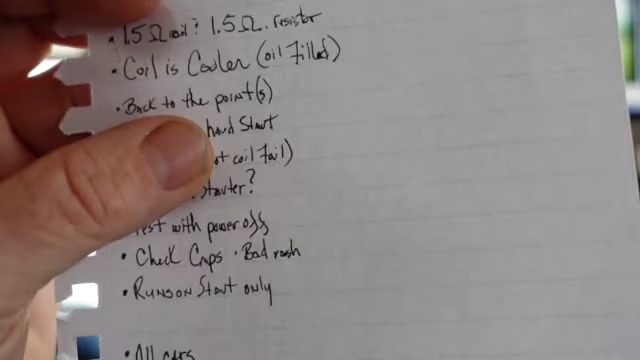 • 1.5Ω coil? 1.5Ω. resistor
• Coil is Cooler (oil Filled)
• Back to the point(s)
hard Start
ot coil Fail)
starter?
Test with power off
• Check Caps • Bad
• Runs on Start only
• All cars